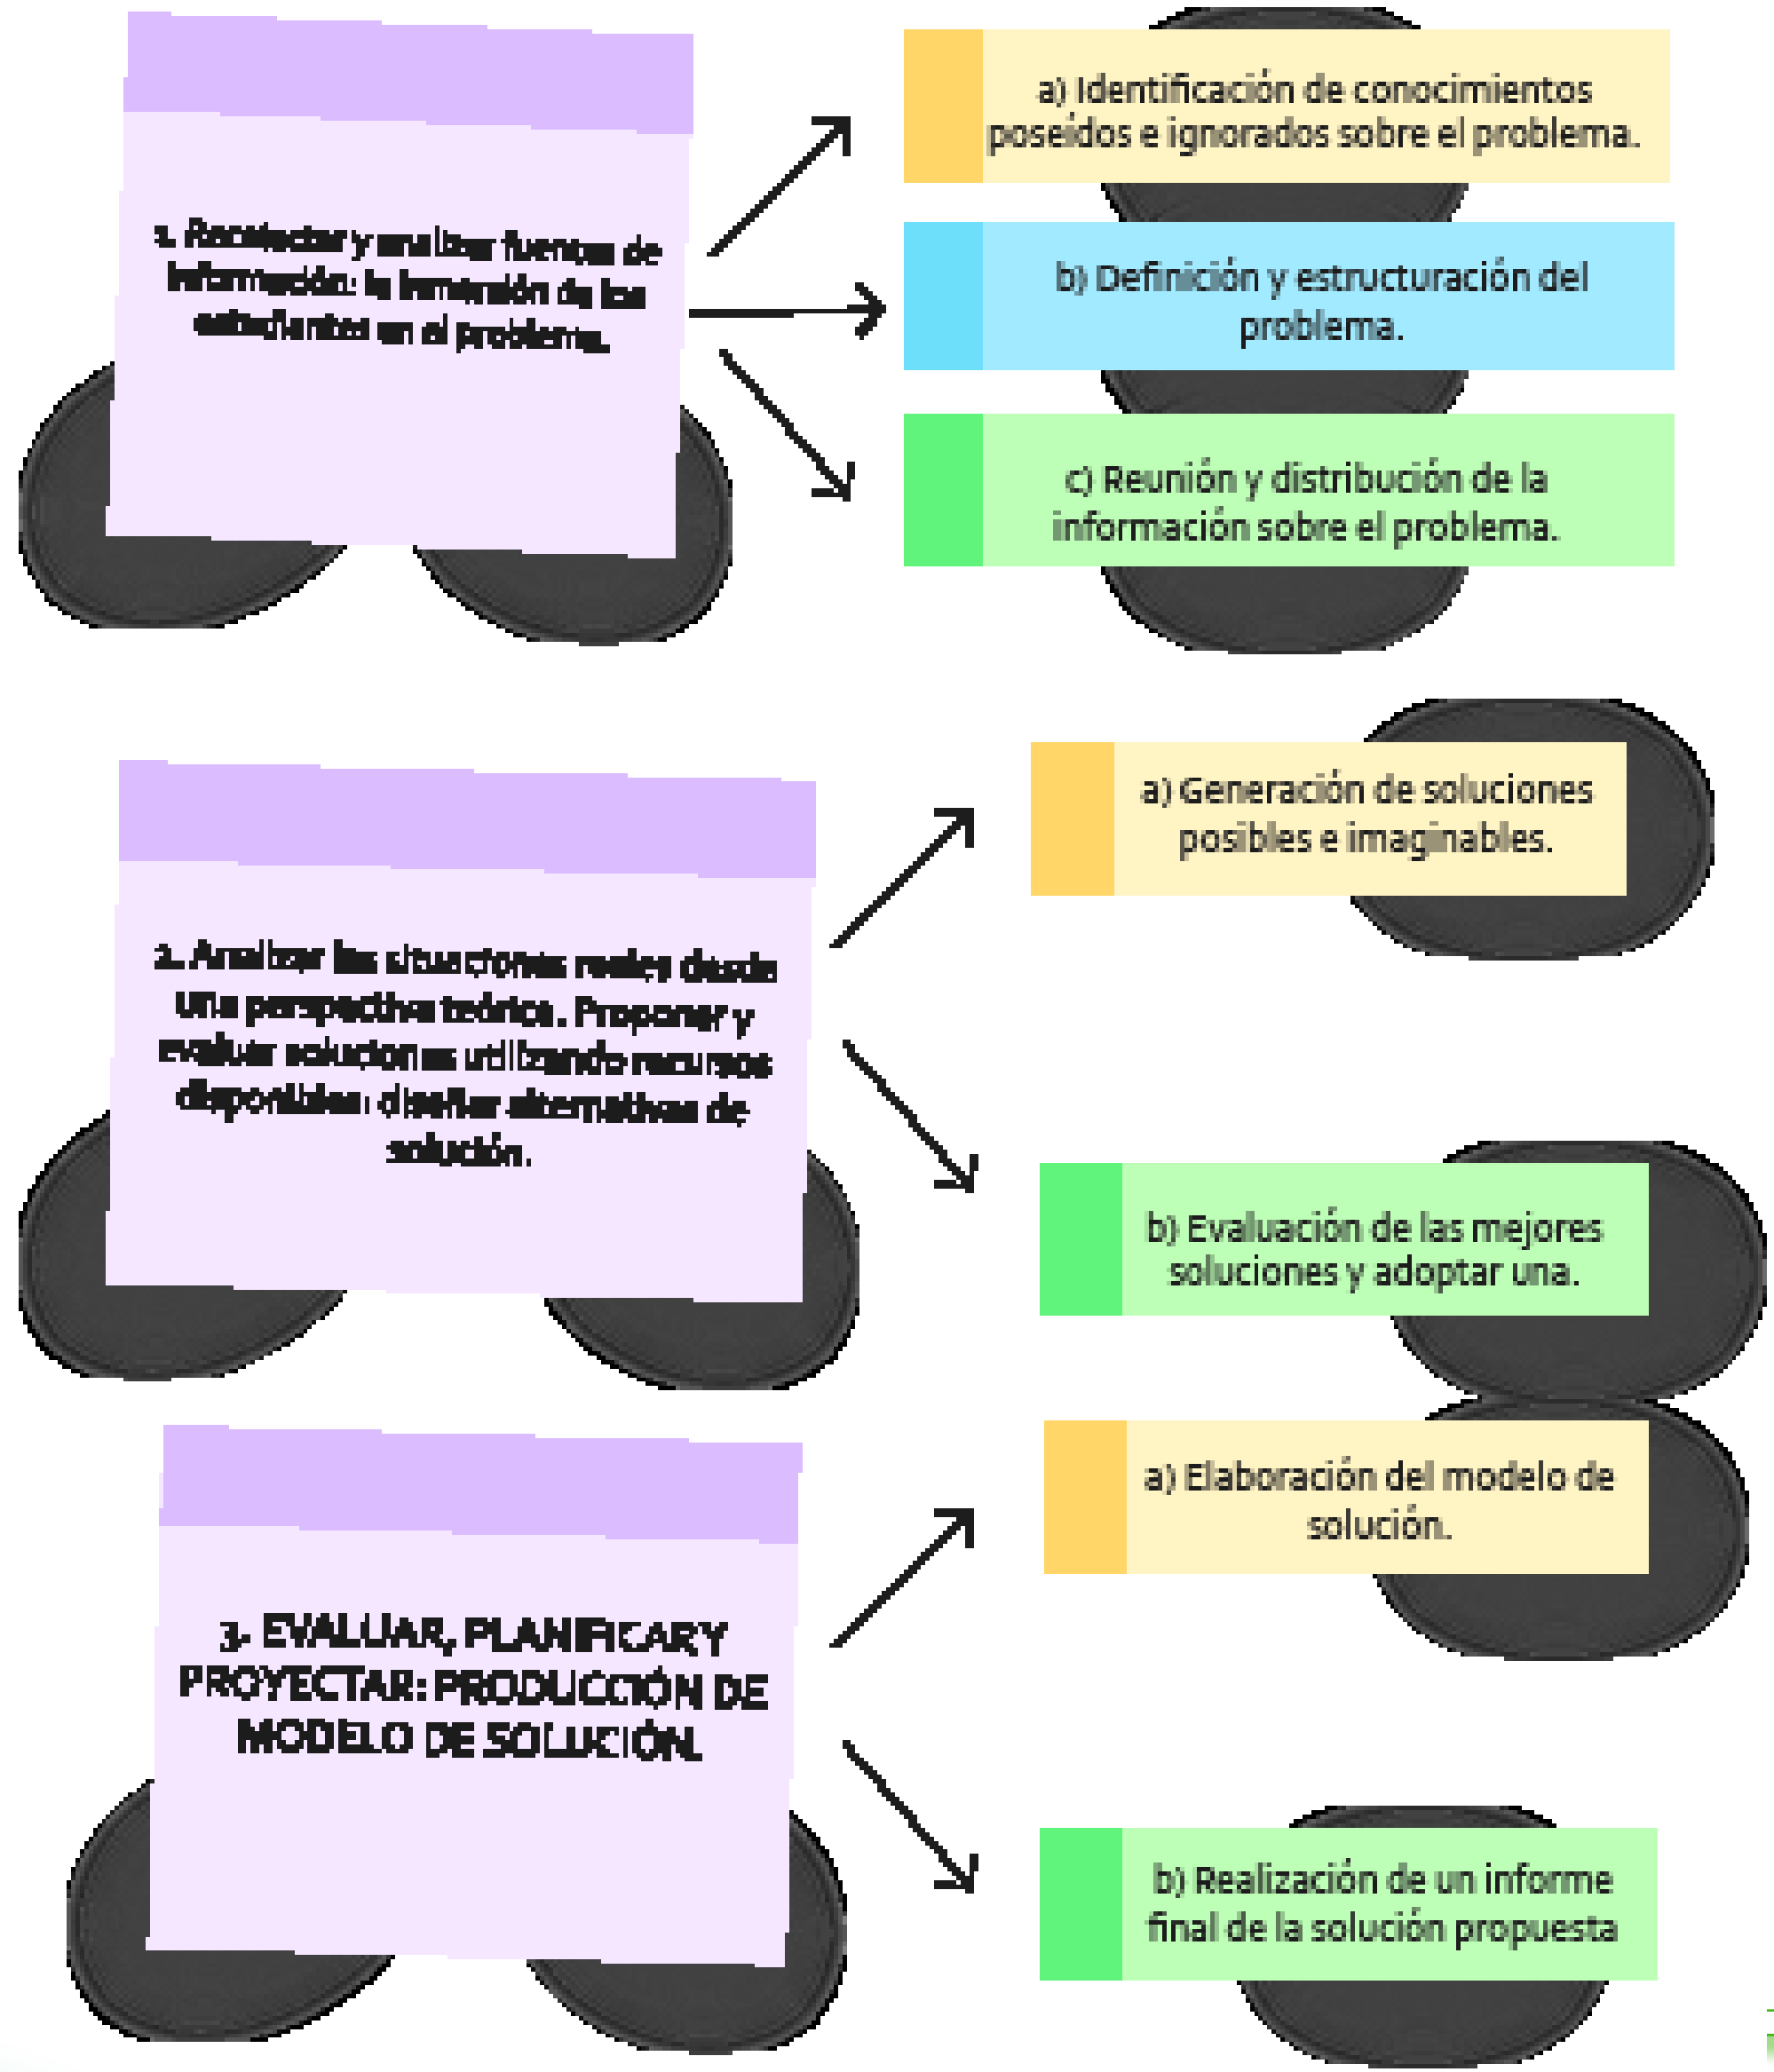 1. Recolectar y analizar fuentes de
información: la inmersión de los
estudiantes en el problema.
a) Identificación de conocimientos
poseídos e ignorados sobre el problema.
b) Definición y estructuración del
problema.
c) Reunión y distribución de la
información sobre el problema.
2. Analizar las situaciones reales desde
una perspectiva teórica. Proponer y
evaluar soluciones utilizando recursos
disponibles: diseñar alternativas de
solución.
a) Generación de soluciones
posibles e imaginables.
b) Evaluación de las mejores
soluciones y adoptar una.
3. EVALUAR, PLANIFICAR Y
PROYECTAR: PRODUCCIÓN DE
MODELO DE SOLUCIÓN.
a) Elaboración del modelo de
solución.
b) Realización de un informe
final de la solución propuesta